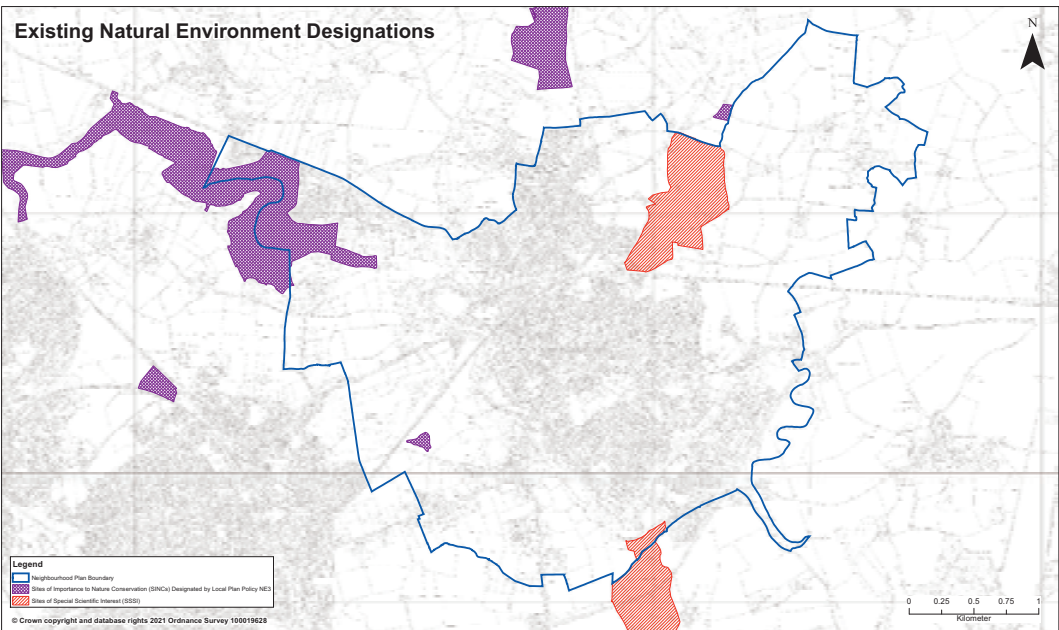 Existing Natural Environment Designations
N
Legend
Neighbourhood Plan Boundary
Sites of Importance to Nature Conservation (SINCs) Designated by Local Plan Policy NE3
Sites of Special Scientific Interest (SSSI)
© Crown copyright and database rights 2021 Ordnance Survey 100019628
0 0.25 0.5 0.75 1
Kilometer